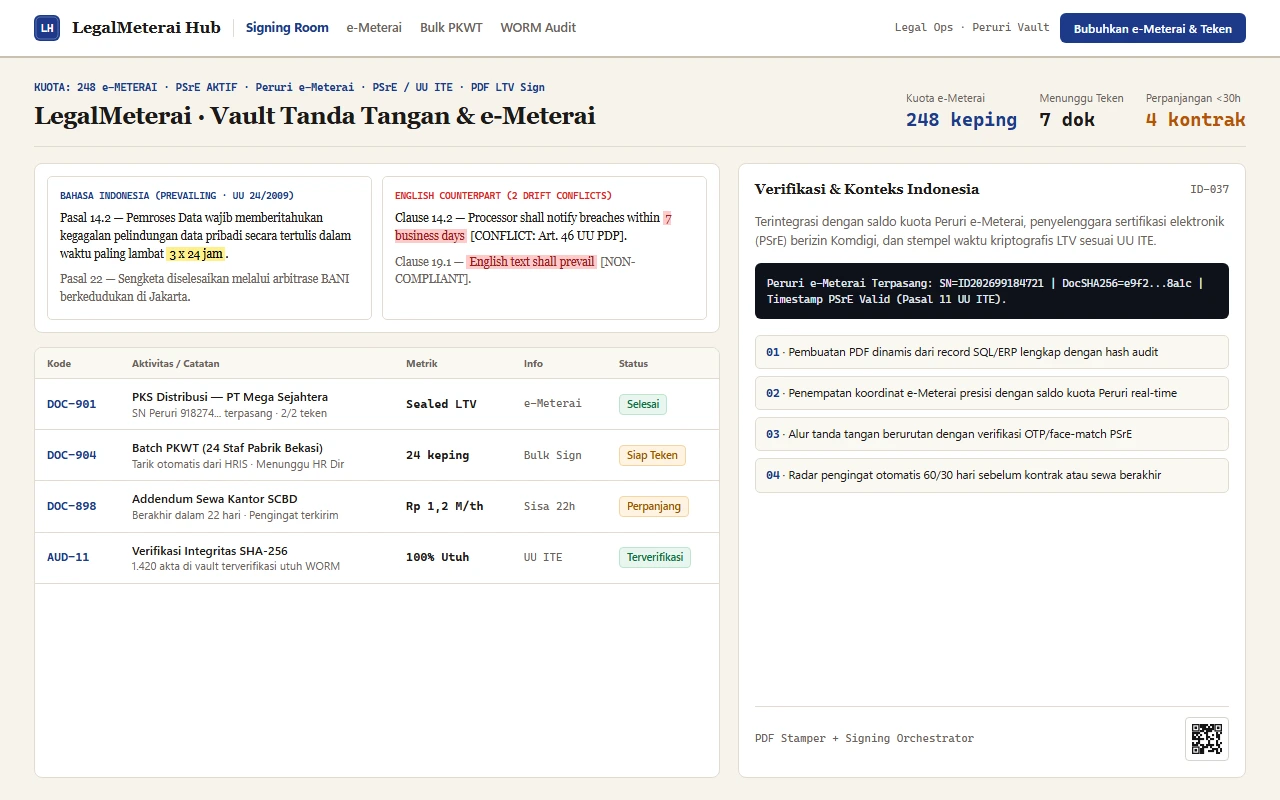 LH LegalMeterai Hub Signing Room e-Meterai Bulk PKWT WORM Audit Legal Ops · Peruri Vault Bubuhkan e-Meterai & Teken
KUOTA: 248 e-METERAI · PSrE AKTIF · Peruri e-Meterai · PSrE / UU ITE · PDF LTV Sign
LegalMeterai · Vault Tanda Tangan & e-Meterai
Kuota e-Meterai
248 keping
Menunggu Teken
7 dok
Perpanjangan <30h
4 kontrak
BAHASA INDONESIA (PREVAILING · UU 24/2009)
Pasal 14.2 — Pemroses Data wajib memberitahukan
kegagalan pelindungan data pribadi secara tertulis dalam
waktu paling lambat 3 x 24 jam .
Pasal 22 — Sengketa diselesaikan melalui arbitrase BANI
berkedudukan di Jakarta.
ENGLISH COUNTERPART (2 DRIFT CONFLICTS)
Clause 14.2 — Processor shall notify breaches within 7
business days [CONFLICT: Art. 46 UU PDP].
Clause 19.1 — English text shall prevail [NON-
COMPLIANT].
Kode Aktivitas / Catatan Metrik Info Status
DOC-901 PKS Distribusi — PT Mega Sejahtera Sealed LTV e-Meterai Selesai
SN Peruri 918274... terpasang · 2/2 teken
DOC-904 Batch PKWT (24 Staf Pabrik Bekasi) 24 keping Bulk Sign Siap Teken
Tarik otomatis dari HRIS · Menunggu HR Dir
DOC-898 Addendum Sewa Kantor SCBD Rp 1,2 M/th Sisa 22h Perpanjang
Berakhir dalam 22 hari · Pengingat terkirim
AUD-11 Verifikasi Integritas SHA-256 100% Utuh UU ITE Terverifikasi
1.420 akta di vault terverifikasi utuh WORM
Verifikasi & Konteks Indonesia ID-037
Terintegrasi dengan saldo kuota Peruri e-Meterai, penyelenggara sertifikasi elektronik
(PSrE) berizin Komdigi, dan stempel waktu kriptografis LTV sesuai UU ITE.
Peruri e-Meterai Terpasang: SN=ID202699184721 | DocSHA256=e9f2...8a1c |
Timestamp PSrE Valid (Pasal 11 UU ITE).
01 · Pembuatan PDF dinamis dari record SQL/ERP lengkap dengan hash audit
02 · Penempatan koordinat e-Meterai presisi dengan saldo kuota Peruri real-time
03 · Alur tanda tangan berurutan dengan verifikasi OTP/face-match PSrE
04 · Radar pengingat otomatis 60/30 hari sebelum kontrak atau sewa berakhir
PDF Stamper + Signing Orchestrator